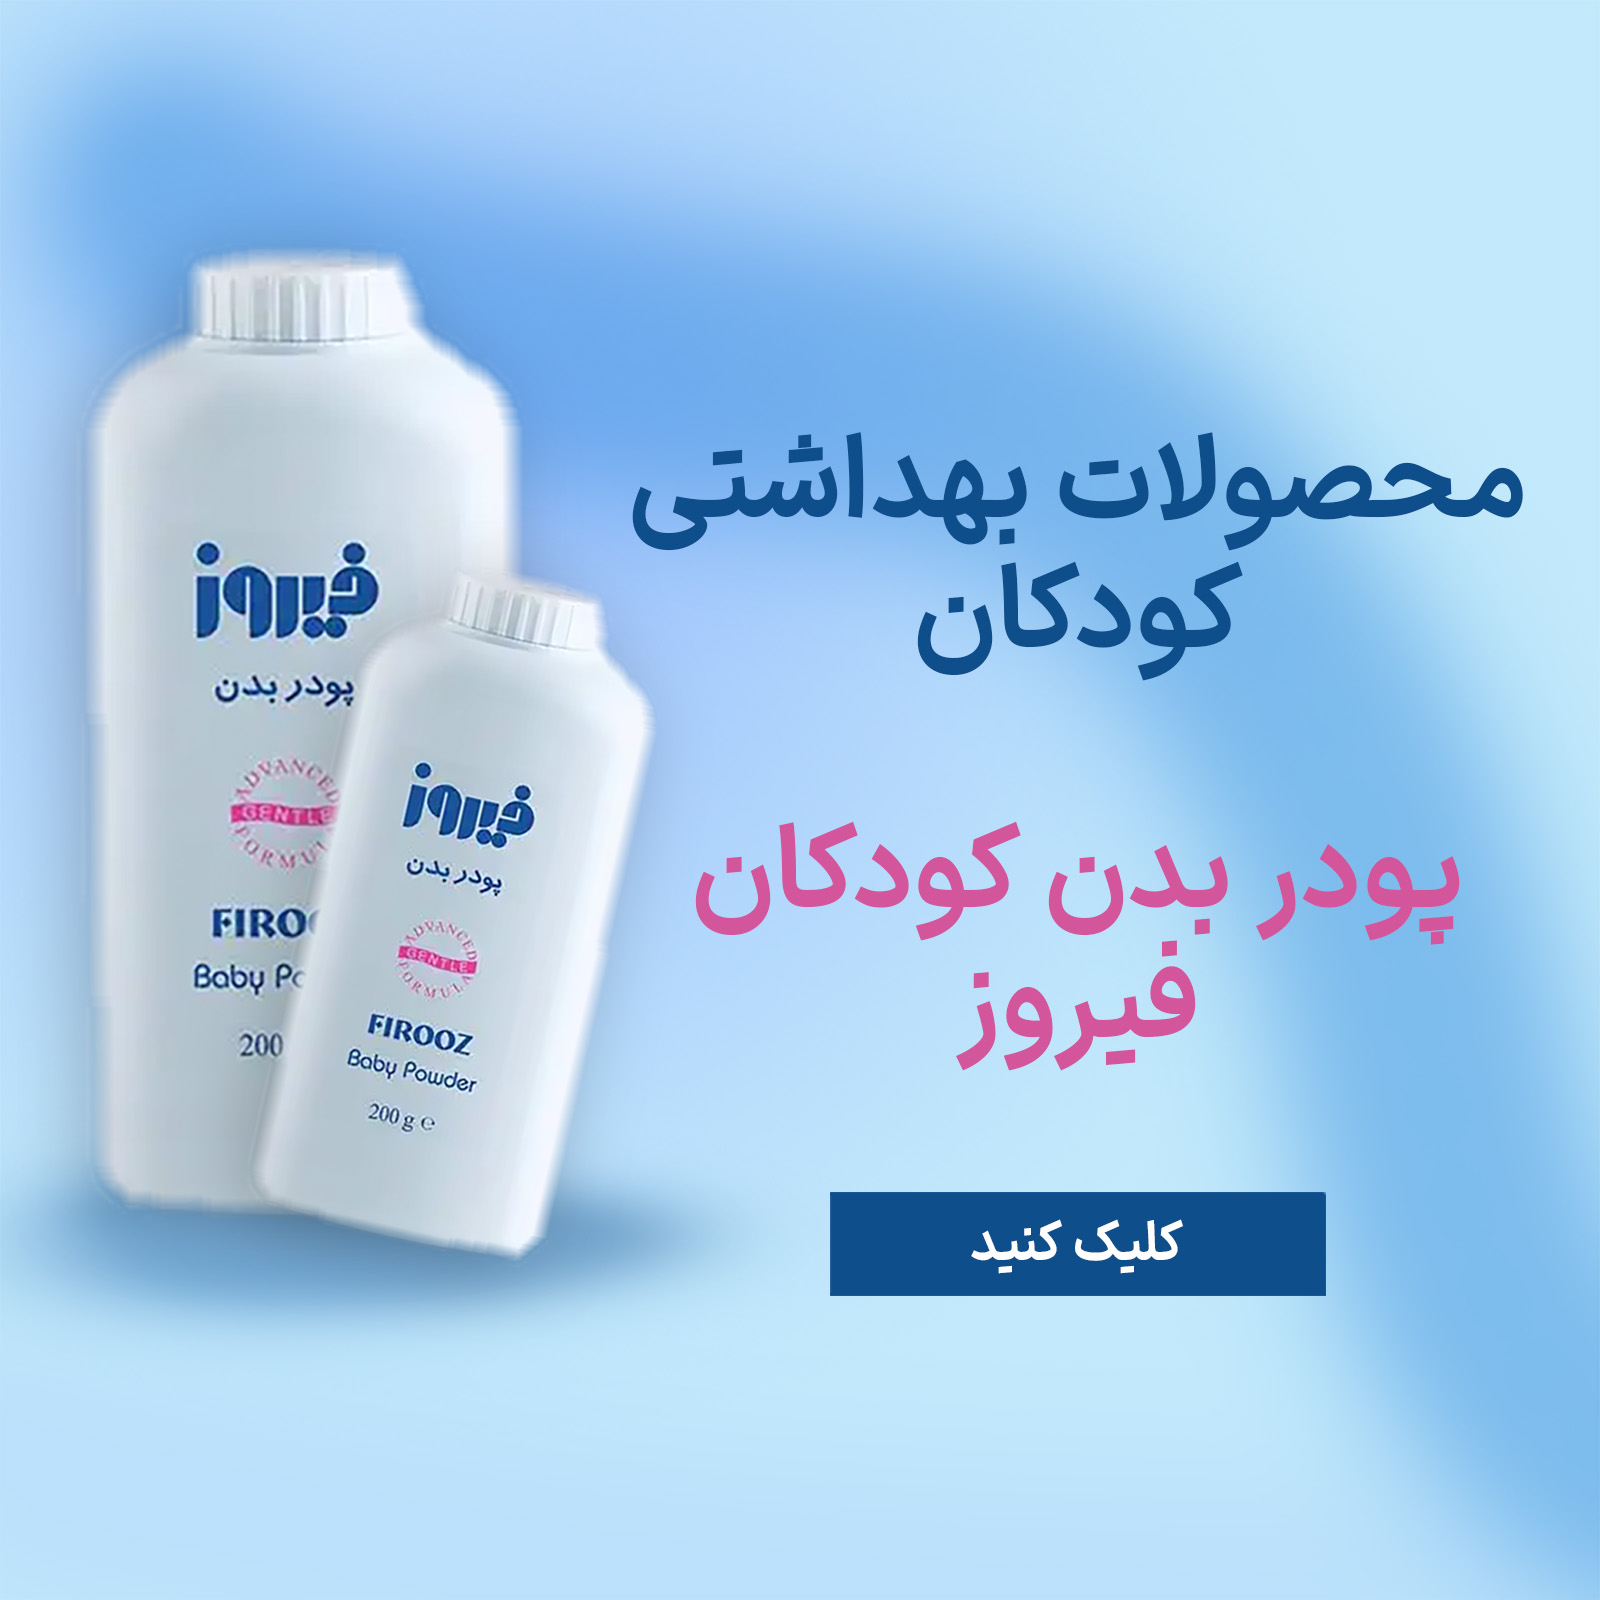 محصولات بهداشتی
کودکان
پودر بدن کودکان
فیروز
کلیک کنید
فیروز
پودر بدن
ADVANCED
GENTLE
FIRO
Baby Po
200
فیروز
پودر بدن
ADVANCED
GENTLE
FORMULA
FIROOZ
Baby Powder
200 g ℮